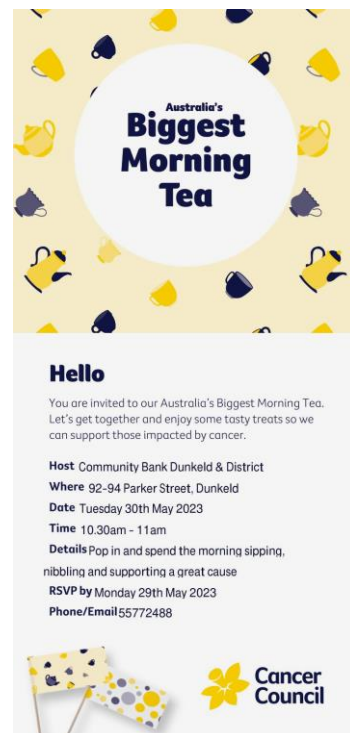 Australia's
Biggest
Morning
Tea
Hello
You are invited to our Australia's Biggest Morning Tea.
Let's get together and enjoy some tasty treats so we
can support those impacted by cancer.
Host Community Bank Dunkeld & District
Where 92-94 Parker Street, Dunkeld
Date Tuesday 30th May 2023
Time 10.30am - 11am
Details Pop in and spend the morning sipping,
nibbling and supporting a great cause
RSVP by Monday 29th May 2023
Phone/Email 55772488
Cancer
Council